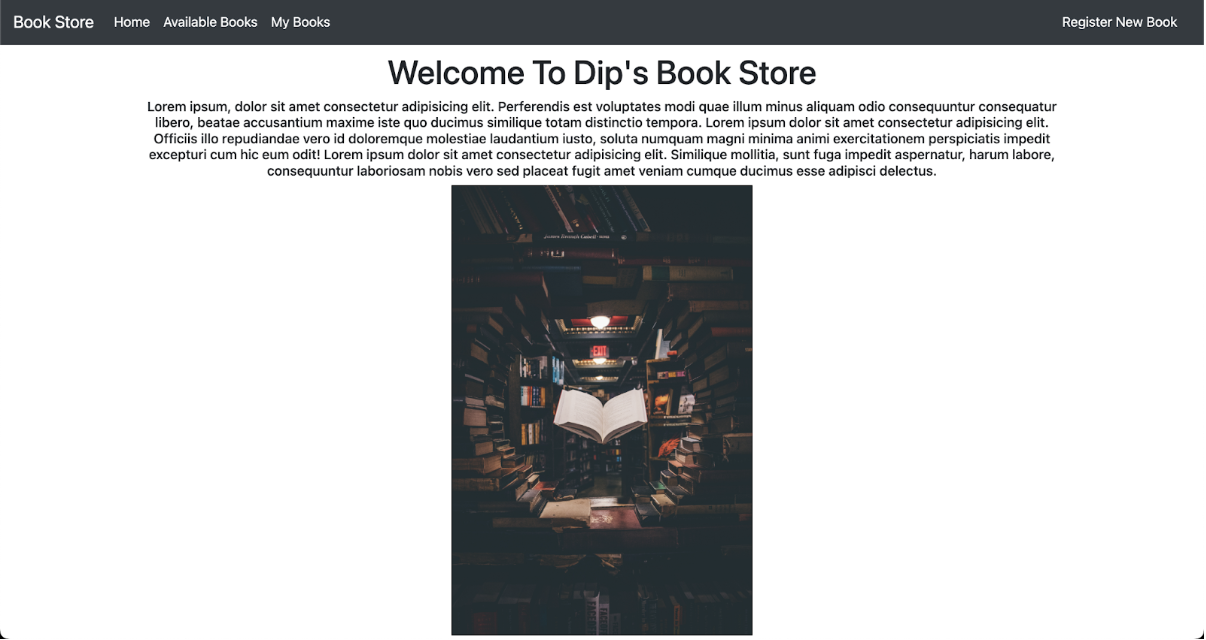 Book Store Home Available Books My Books Register New Book
Welcome To Dip's Book Store
Lorem ipsum, dolor sit amet consectetur adipisicing elit. Perferendis est voluptates modi quae illum minus aliquam odio consequuntur consequatur
libero, beatae accusantium maxime iste quo ducimus similique totam distinctio tempora. Lorem ipsum dolor sit amet consectetur adipisicing elit.
Officiis illo repudiandae vero id doloremque molestiae laudantium iusto, soluta numquam magni minima animi exercitationem perspiciatis impedit
excepturi cum hic eum odit! Lorem ipsum dolor sit amet consectetur adipisicing elit. Similique mollitia, sunt fuga impedit aspernatur, harum labore,
consequuntur laboriosam nobis vero sed placeat fugit amet veniam cumque ducimus esse adipisci delectus.
EXIT